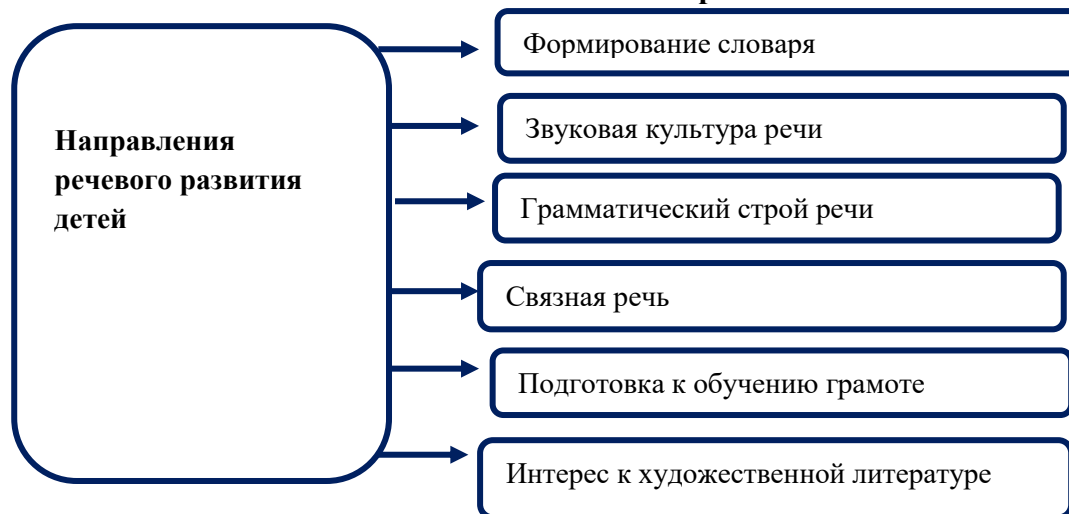 Формирование словаря
Звуковая культура речи
Направления
речевого развития
детей
Грамматический строй речи
Связная речь
Подготовка к обучению грамоте
Интерес к художественной литературе